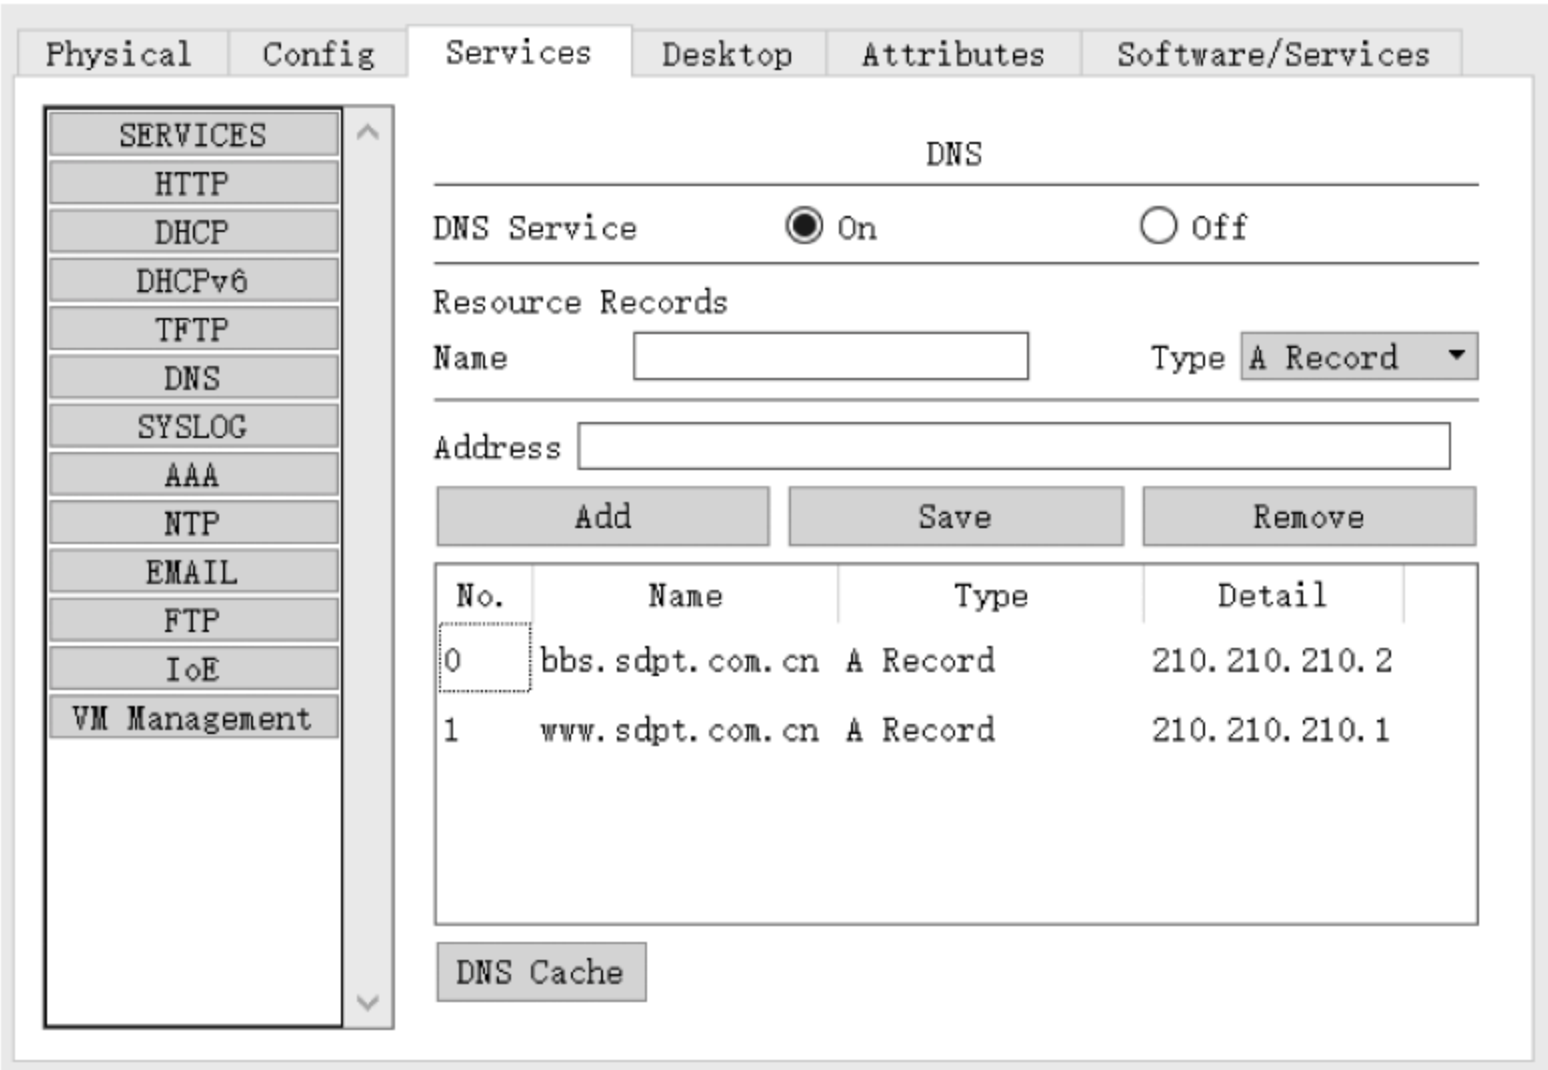 Physical Config Services Desktop Attributes Software/Services
SERVICES
HTTP
DHCP
DHCPv6
TFTP
DNS
SYSLOG
AAA
NTP
EMAIL
FTP
IoE
VM Management
DNS
DNS Service On Off
Resource Records
Name Type A Record
Address
Add Save Remove
No. Name Type Detail
0 bbs.sdpt.com.cn A Record 210.210.210.2
1 www.sdpt.com.cn A Record 210.210.210.1
DNS Cache